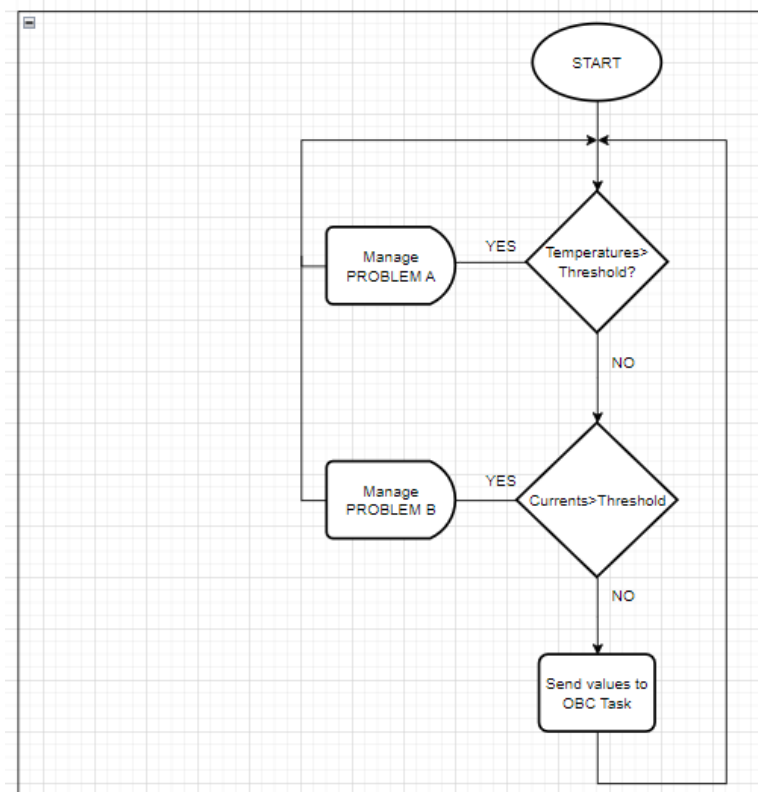 START
YES
Temperatures>
Threshold?
Manage
PROBLEM A
NO
YES
Currents>Threshold
Manage
PROBLEM B
NO
Send values to
OBC Task